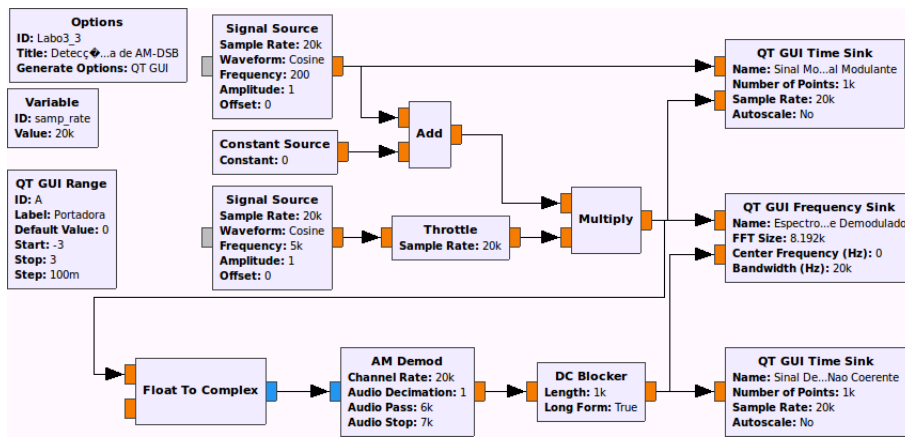 Options
ID: Labo3_3
Title: Detecç�...a de AM-DSB
Generate Options: QT GUI
Variable
ID: samp_rate
Value: 20k
QT GUI Range
ID: A
Label: Portadora
Default Value: 0
Start: -3
Stop: 3
Step: 100m
Signal Source
Sample Rate: 20k
Waveform: Cosine
Frequency: 200
Amplitude: 1
Offset: 0
Constant Source
Constant: 0
Signal Source
Sample Rate: 20k
Waveform: Cosine
Frequency: 5k
Amplitude: 1
Offset: 0
Add
Throttle
Sample Rate: 20k
Multiply
QT GUI Time Sink
Name: Sinal Mo...al Modulante
Number of Points: 1k
Sample Rate: 20k
Autoscale: No
QT GUI Frequency Sink
Name: Espectro...e Demodulado
FFT Size: 8.192k
Center Frequency (Hz): 0
Bandwidth (Hz): 20k
Float To Complex
AM Demod
Channel Rate: 20k
Audio Decimation: 1
Audio Pass: 6k
Audio Stop: 7k
DC Blocker
Length: 1k
Long Form: True
QT GUI Time Sink
Name: Sinal De...Nao Coerente
Number of Points: 1k
Sample Rate: 20k
Autoscale: No